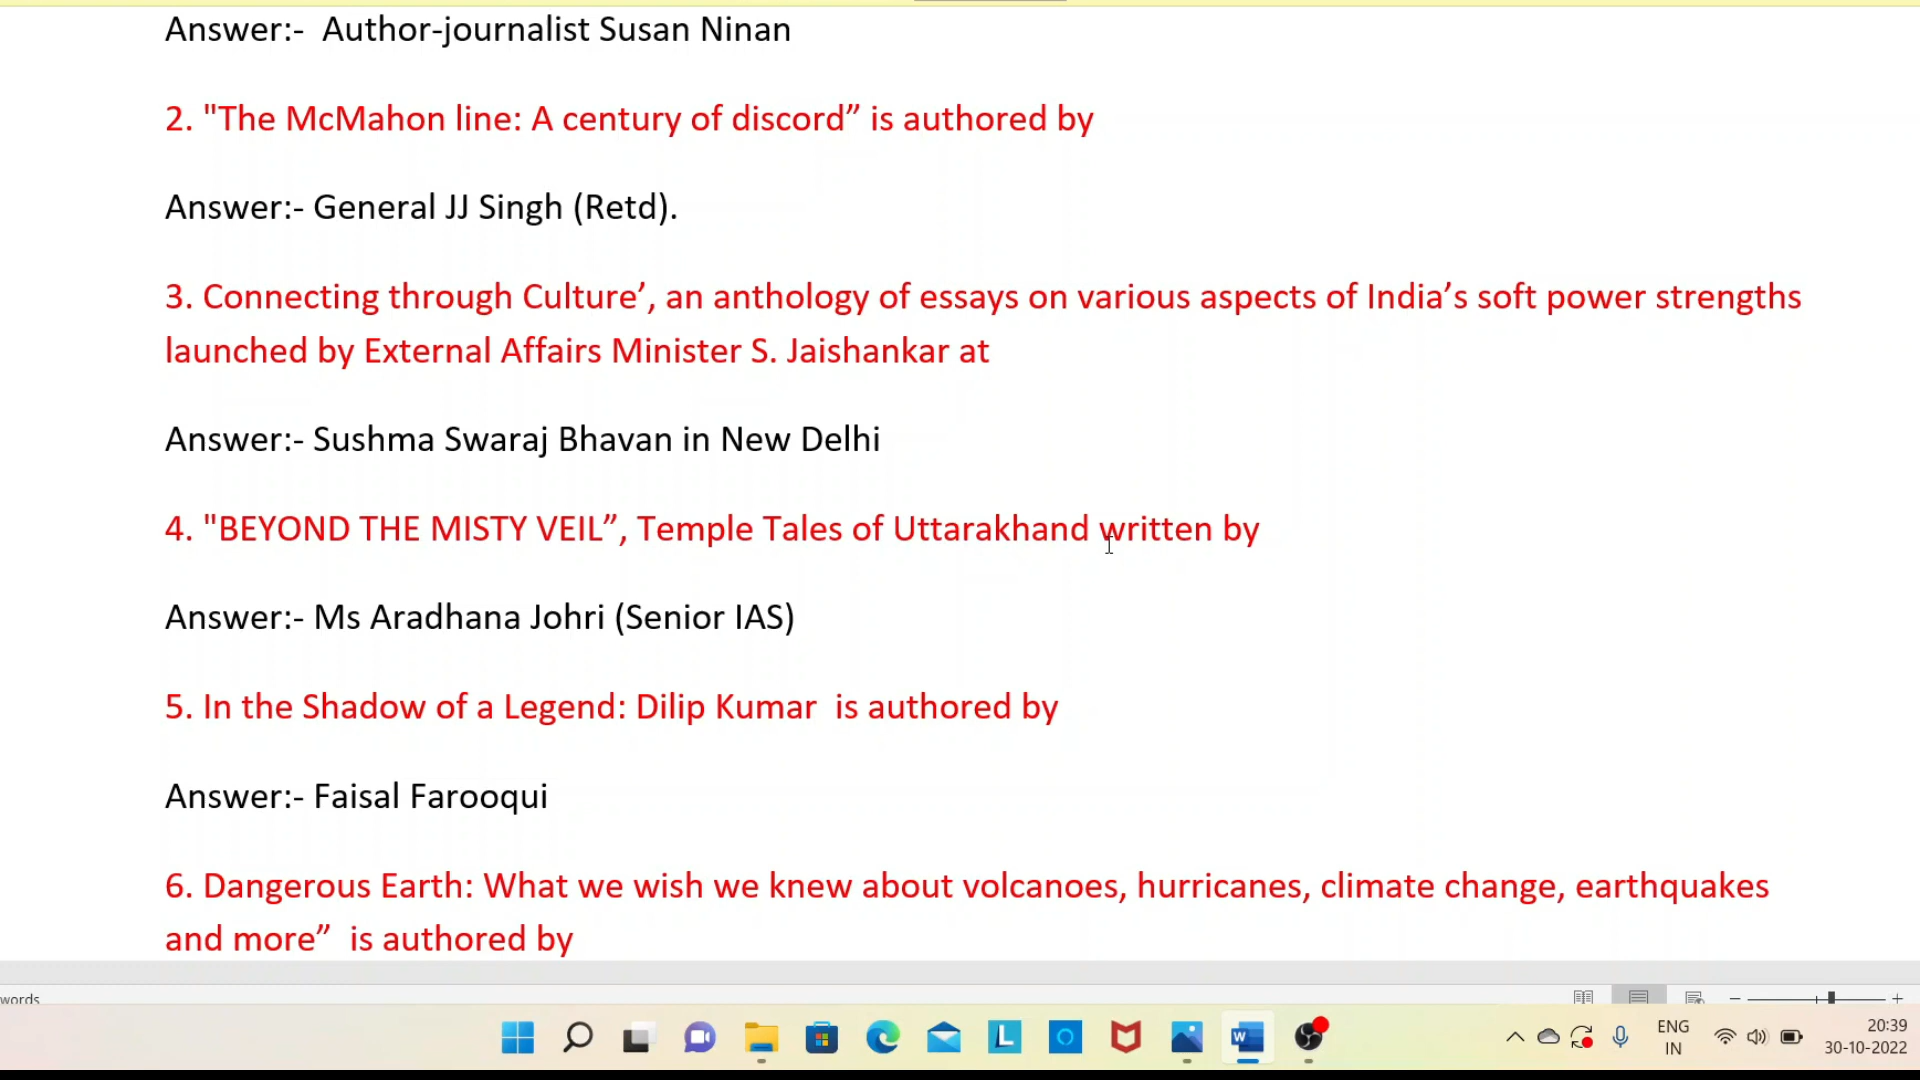 Answer:-  Author-journalist Susan Ninan
2. "The McMahon line: A century of discord” is authored by
Answer:- General JJ Singh (Retd).
3. Connecting through Culture’, an anthology of essays on various aspects of India’s soft power strengths
launched by External Affairs Minister S. Jaishankar at
Answer:- Sushma Swaraj Bhavan in New Delhi
4. "BEYOND THE MISTY VEIL”, Temple Tales of Uttarakhand written by
Answer:- Ms Aradhana Johri (Senior IAS)
5. In the Shadow of a Legend: Dilip Kumar  is authored by
Answer:- Faisal Farooqui
6. Dangerous Earth: What we wish we knew about volcanoes, hurricanes, climate change, earthquakes
and more”  is authored by
words
ENG
IN
20:39
30-10-2022